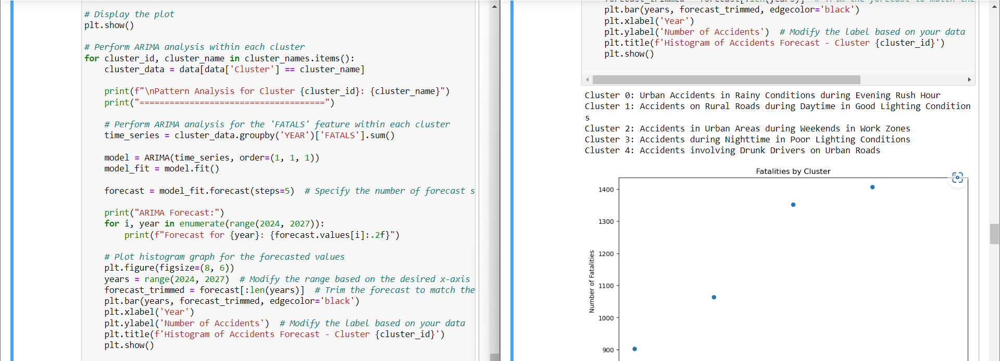 # Display the plot
plt.show()
# Perform ARIMA analysis within each cluster
for cluster_id, cluster_name in cluster_names.items():
    cluster_data = data[data['Cluster'] == cluster_name]
    print(f"\nPattern Analysis for Cluster {cluster_id}: {cluster_name}")
    print("=====================================")
    # Perform ARIMA analysis for the 'FATALS' feature within each cluster
    time_series = cluster_data.groupby('YEAR')['FATALS'].sum()
    model = ARIMA(time_series, order=(1, 1, 1))
    model_fit = model.fit()
    forecast = model_fit.forecast(steps=5)  # Specify the number of forecast s
    print("ARIMA Forecast:")
    for i, year in enumerate(range(2024, 2027)):
        print(f"Forecast for {year}: {forecast.values[i]:.2f}")
    # Plot histogram graph for the forecasted values
    plt.figure(figsize=(8, 6))
    years = range(2024, 2027)  # Modify the range based on the desired x-axis
    forecast_trimmed = forecast[:len(years)]  # Trim the forecast to match the
    plt.bar(years, forecast_trimmed, edgecolor='black')
    plt.xlabel('Year')
    plt.ylabel('Number of Accidents')  # Modify the label based on your data
    plt.title(f'Histogram of Accidents Forecast - Cluster {cluster_id}')
    plt.show()
forecast_trimmed = forecast[:len(years)]  # Trim the forecast to match the
plt.bar(years, forecast_trimmed, edgecolor='black')
plt.xlabel('Year')
plt.ylabel('Number of Accidents')  # Modify the label based on your data
plt.title(f'Histogram of Accidents Forecast - Cluster {cluster_id}')
plt.show()
Cluster 0: Urban Accidents in Rainy Conditions during Evening Rush Hour
Cluster 1: Accidents on Rural Roads during Daytime in Good Lighting Condition
s
Cluster 2: Accidents in Urban Areas during Weekends in Work Zones
Cluster 3: Accidents during Nighttime in Poor Lighting Conditions
Cluster 4: Accidents involving Drunk Drivers on Urban Roads
Fatalities by Cluster
1400
1300
1200
1100
1000
900
Number of Fatalities